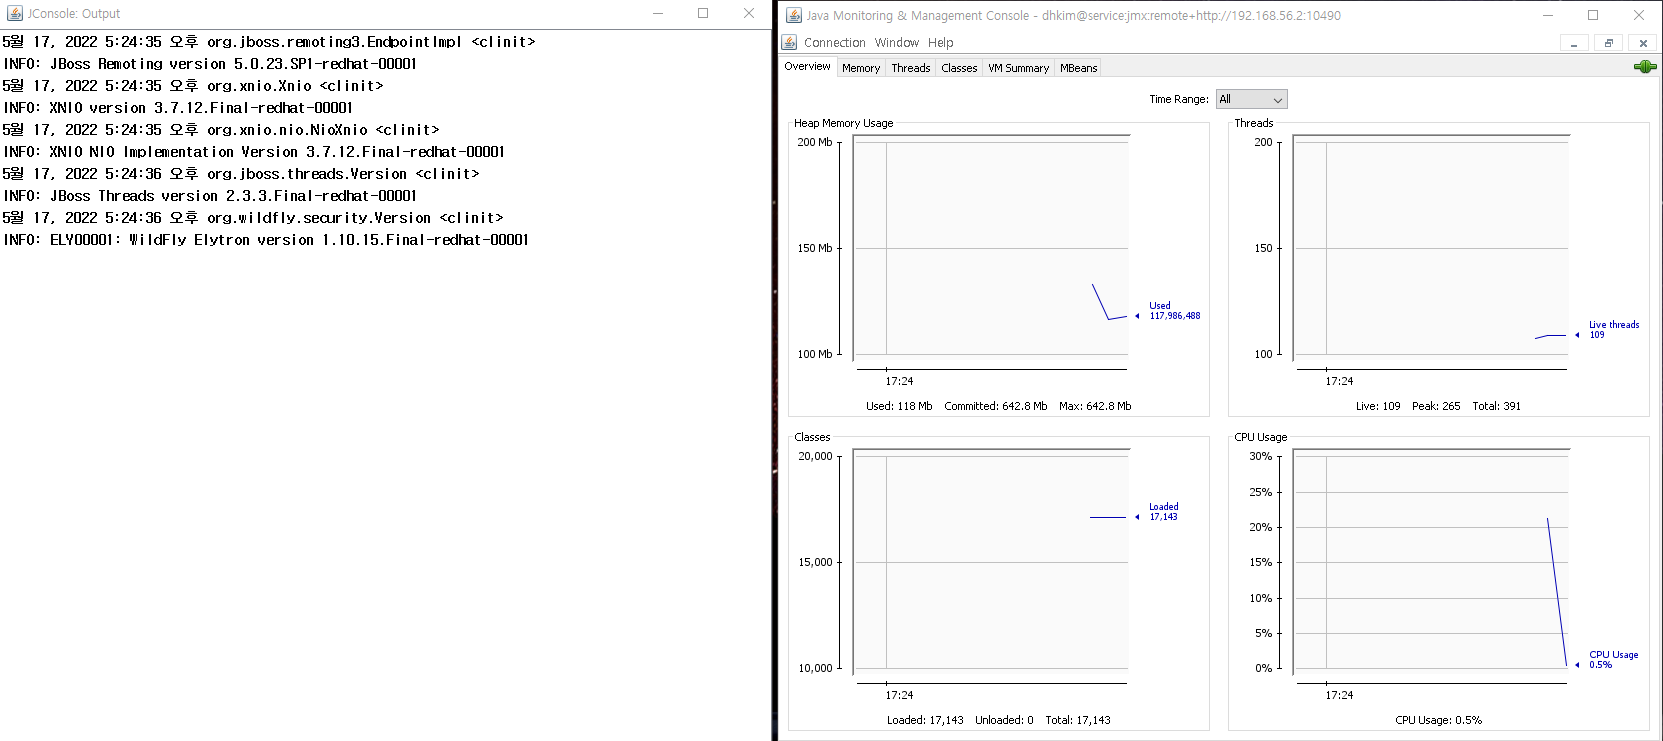 JConsole: Output
5월 17, 2022 5:24:35 오후 org.jboss.remoting3.EndpointImpl <clinit>
INFO: JBoss Remoting version 5.0.23.SP1-redhat-00001
5월 17, 2022 5:24:35 오후 org.xnio.Xnio <clinit>
INFO: XNIO version 3.7.12.Final-redhat-00001
5월 17, 2022 5:24:35 오후 org.xnio.nio.NioXnio <clinit>
INFO: XNIO NIO Implementation Version 3.7.12.Final-redhat-00001
5월 17, 2022 5:24:36 오후 org.jboss.threads.Version <clinit>
INFO: JBoss Threads version 2.3.3.Final-redhat-00001
5월 17, 2022 5:24:36 오후 org.wildfly.security.Version <clinit>
INFO: ELY00001: WildFly Elytron version 1.10.15.Final-redhat-00001
Java Monitoring & Management Console - dhkim@service:jmx:remote+http://192.168.56.2:10490
Connection Window Help
Overview Memory Threads Classes VM Summary MBeans
Time Range: All
Heap Memory Usage
200 Mb
150 Mb
100 Mb
Used
117,986,488
17:24
Used: 118 Mb Committed: 642.8 Mb Max: 642.8 Mb
Threads
200
150
100
Live threads
109
17:24
Live: 109 Peak: 265 Total: 391
Classes
20,000
15,000
10,000
Loaded
17,143
17:24
Loaded: 17,143 Unloaded: 0 Total: 17,143
CPU Usage
30%
25%
20%
15%
10%
5%
0%
CPU Usage
0.5%
17:24
CPU Usage: 0.5%